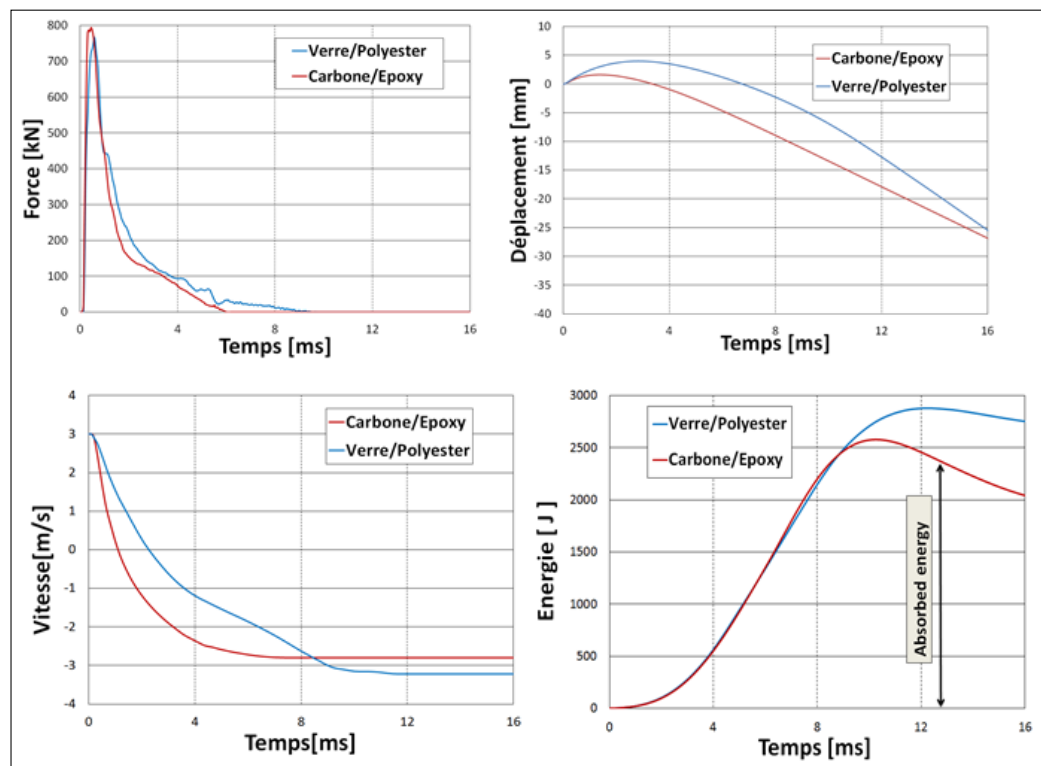 800
700
600
500
400
300
200
100
0
Force [kN]
Verre/Polyester
Carbone/Epoxy
0 4 8 12 16
Temps [ms]
10
5
0
-5
-10
-15
-20
-25
-30
-35
-40
Déplacement [mm]
Carbone/Epoxy
Verre/Polyester
0 4 8 12 16
Temps [ms]
4
3
2
1
0
-1
-2
-3
-4
Vitesse[m/s]
Carbone/Epoxy
Verre/Polyester
0 4 8 12 16
Temps[ms]
3000
2500
2000
1500
1000
500
0
Energie [ J ]
Verre/Polyester
Carbone/Epoxy
Absorbed energy
0 4 8 12 16
Temps [ms]